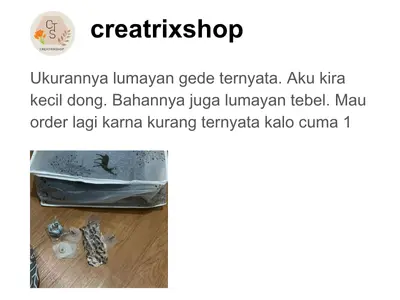 CTS
CREATRIXSHOP
creatrixshop
Ukurannya lumayan gede ternyata. Aku kira
kecil dong. Bahannya juga lumayan tebel. Mau
order lagi karna kurang ternyata kalo cuma 1